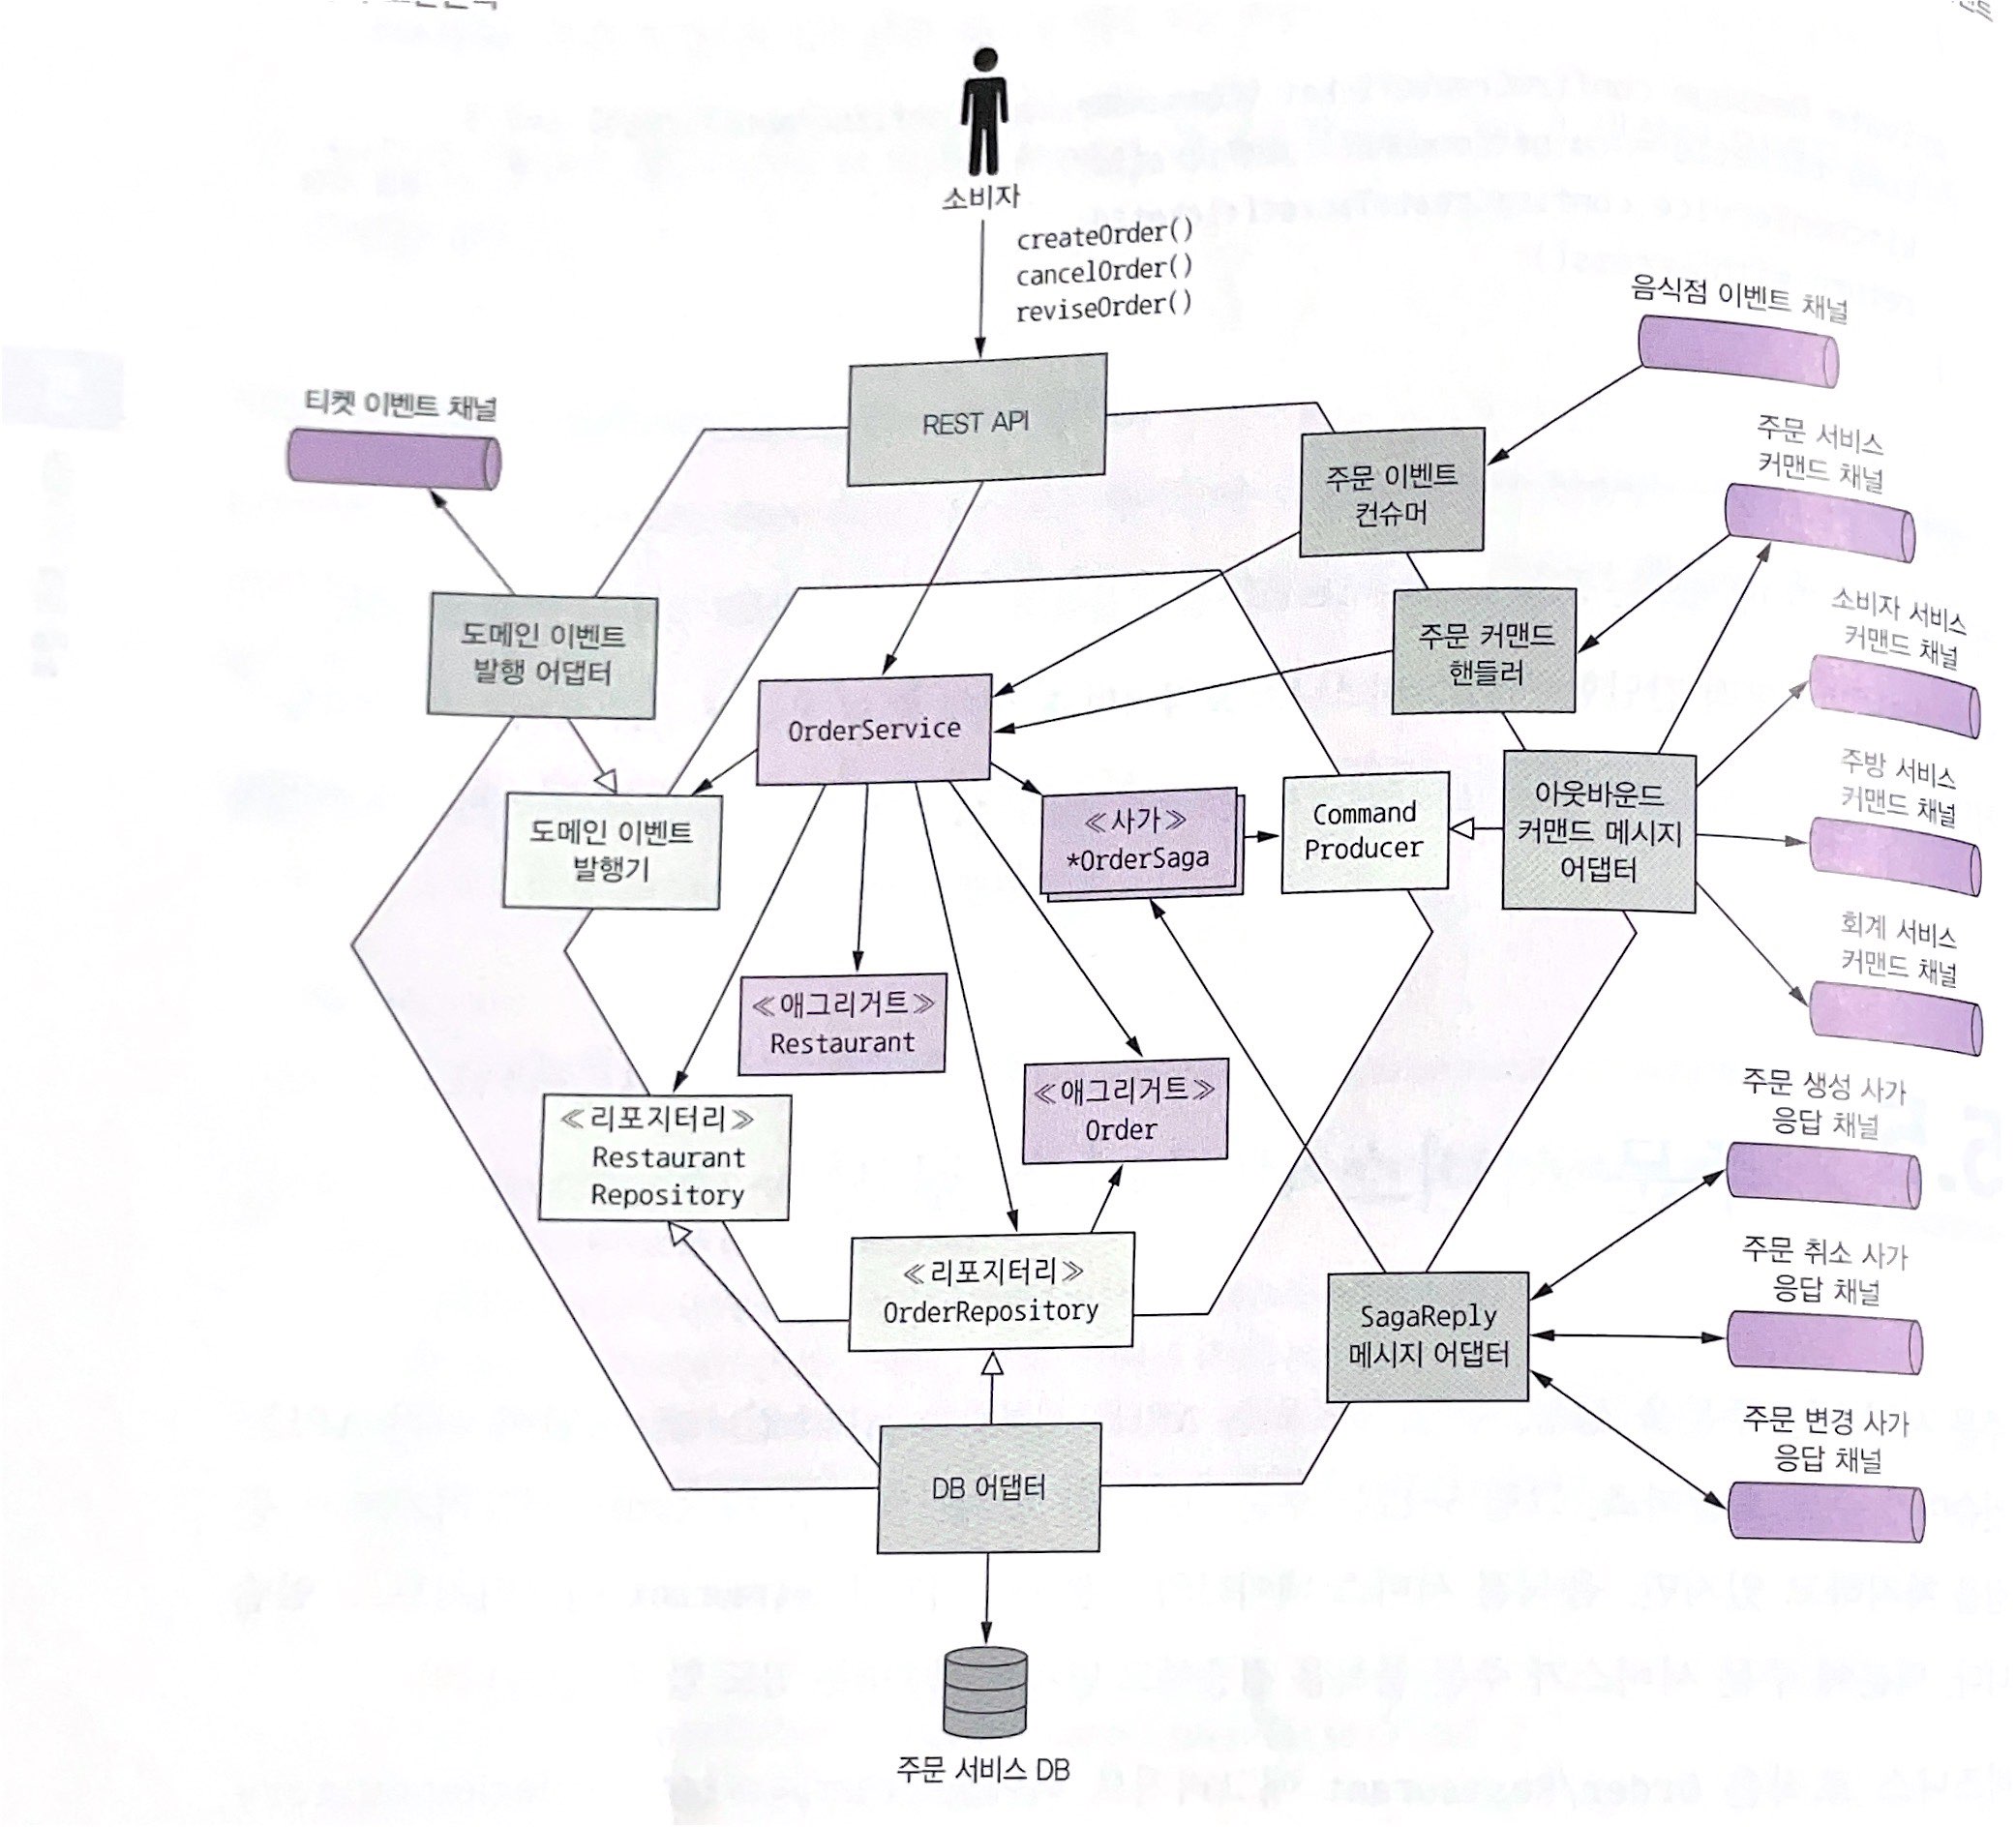 소비자
createOrder()
cancelOrder()
reviseOrder()
음식점 이벤트 채널
티켓 이벤트 채널
REST API
주문 이벤트
컨슈머
주문 서비스
커맨드 채널
도메인 이벤트
발행 어댑터
주문 커맨드
핸들러
소비자 서비스
커맨드 채널
OrderService
도메인 이벤트
발행기
≪사가≫
*OrderSaga
Command
Producer
아웃바운드
커맨드 메시지
어댑터
주방 서비스
커맨드 채널
회계 서비스
커맨드 채널
≪애그리거트≫
Restaurant
≪애그리거트≫
Order
≪리포지터리≫
Restaurant
Repository
≪리포지터리≫
OrderRepository
주문 생성 사가
응답 채널
SagaReply
메시지 어댑터
주문 취소 사가
응답 채널
주문 변경 사가
응답 채널
DB 어댑터
주문 서비스 DB